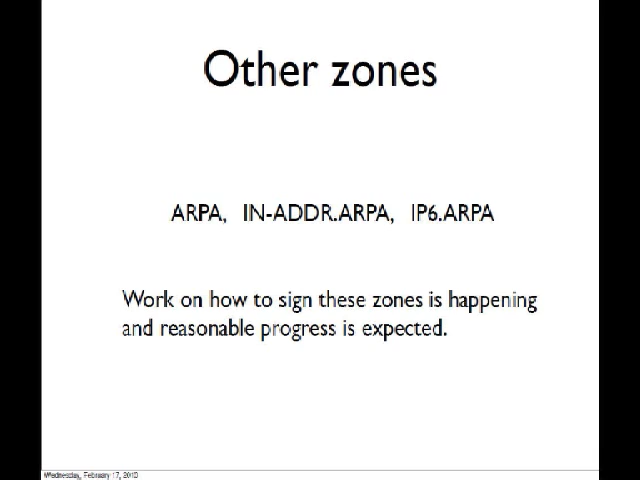 Other zones
ARPA, IN-ADDR.ARPA, IP6.ARPA
Work on how to sign these zones is happening
and reasonable progress is expected.
Wednesday, February 17, 2010